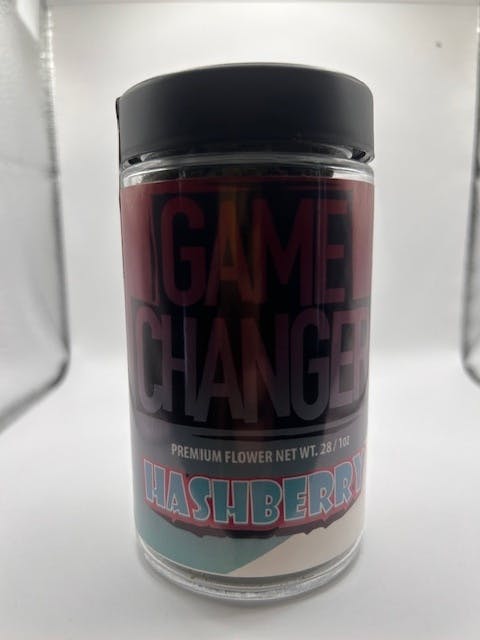 GAME
CHANGER
PREMIUM FLOWER NET WT. 28 / 1oz
HASHBERRY